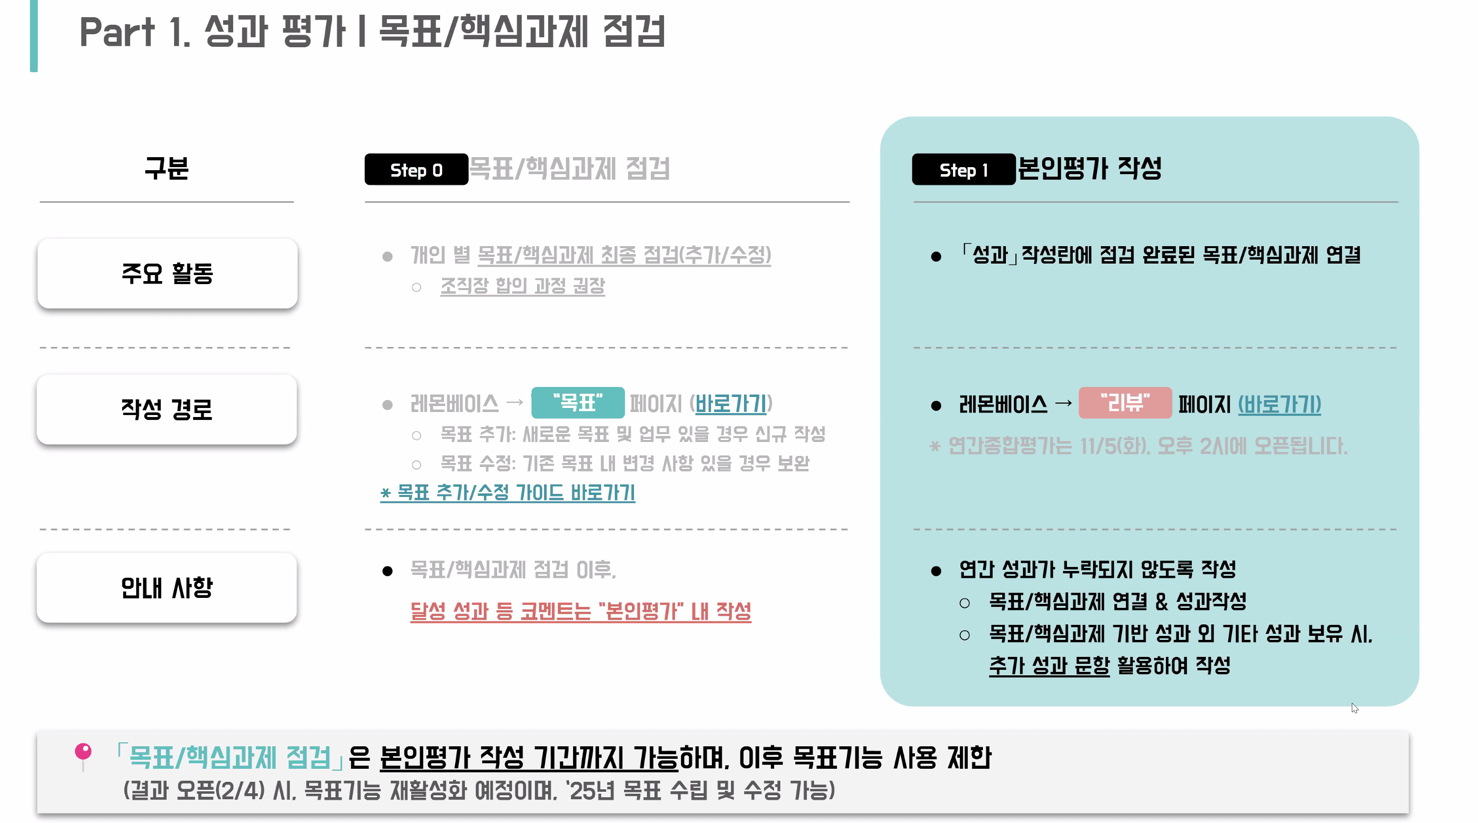 Part 1. 성과 평가 | 목표/핵심과제 점검
구분
Step 0 목표/핵심과제 점검
Step 1 본인평가 작성
주요 활동
● 개인 별 목표/핵심과제 최종 점검(추가/수정)
○ 조직장 합의 과정 권장
● 「성과」작성란에 점검 완료된 목표/핵심과제 연결
작성 경로
● 레몬베이스 → "목표" 페이지 (바로가기)
○ 목표 추가: 새로운 목표 및 업무 있을 경우 신규 작성
○ 목표 수정: 기존 목표 내 변경 사항 있을 경우 보완
* 목표 추가/수정 가이드 바로가기
● 레몬베이스 → "리뷰" 페이지 (바로가기)
* 연간종합평가는 11/5(화), 오후 2시에 오픈됩니다.
안내 사항
● 목표/핵심과제 점검 이후,
달성 성과 등 코멘트는 "본인평가" 내 작성
● 연간 성과가 누락되지 않도록 작성
○ 목표/핵심과제 연결 & 성과작성
○ 목표/핵심과제 기반 성과 외 기타 성과 보유 시,
추가 성과 문항 활용하여 작성
「목표/핵심과제 점검」은 본인평가 작성 기간까지 가능하며, 이후 목표기능 사용 제한
(결과 오픈(2/4) 시, 목표기능 재활성화 예정이며, '25년 목표 수립 및 수정 가능)